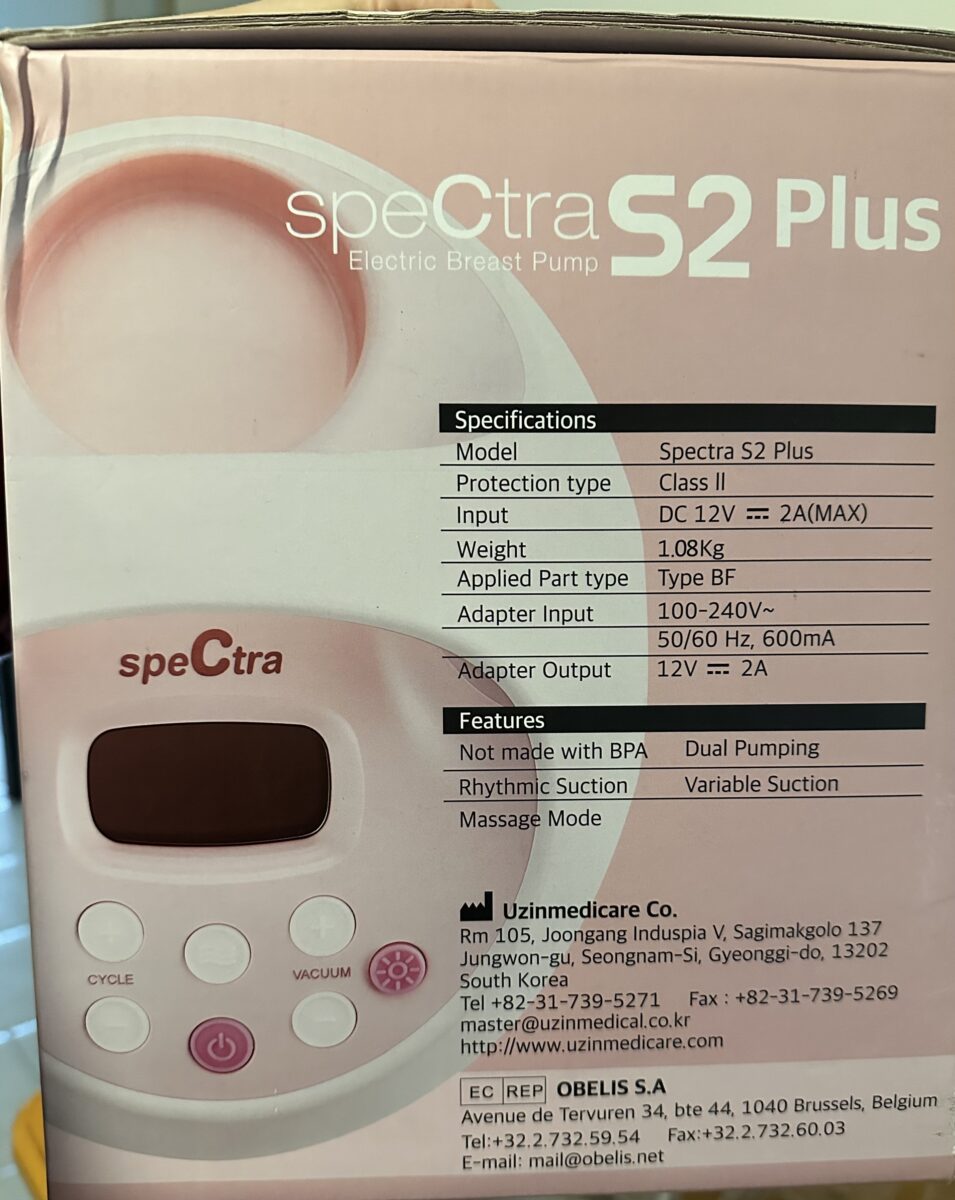 speCtra S2 Plus
Electric Breast Pump
Specifications
Model Spectra S2 Plus
Protection type Class II
Input DC 12V ⎓ 2A(MAX)
Weight 1.08Kg
Applied Part type Type BF
Adapter Input 100-240V~
50/60 Hz, 600mA
Adapter Output 12V ⎓ 2A
Features
Not made with BPA Dual Pumping
Rhythmic Suction Variable Suction
Massage Mode
speCtra
CYCLE
VACUUM
Uzinmedicare Co.
Rm 105, Joongang Induspia V, Sagimakgolo 137
Jungwon-gu, Seongnam-Si, Gyeonggi-do, 13202
South Korea
Tel +82-31-739-5271 Fax : +82-31-739-5269
master@uzinmedical.co.kr
http://www.uzinmedicare.com
EC REP OBELIS S.A
Avenue de Tervuren 34, bte 44, 1040 Brussels, Belgium
Tel:+32.2.732.59.54 Fax:+32.2.732.60.03
E-mail: mail@obelis.net